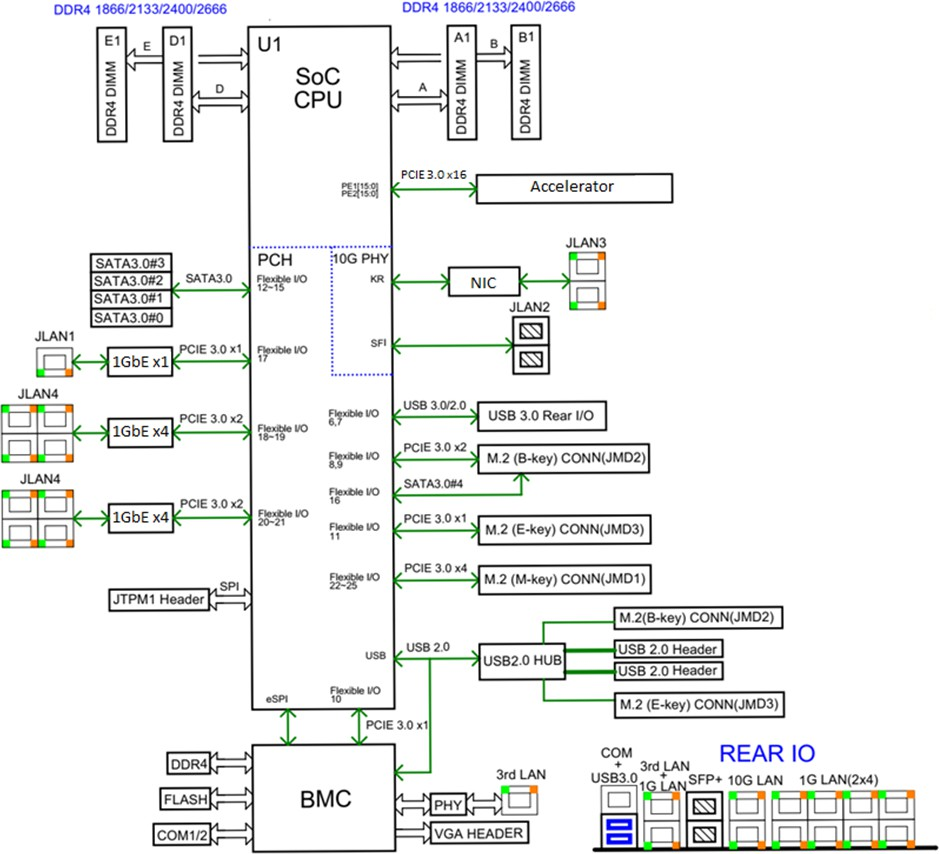 DDR4 1866/2133/2400/2666
DDR4 1866/2133/2400/2666
E1
DDR4 DIMM
E
D1
DDR4 DIMM
D
U1
SoC
CPU
A1
DDR4 DIMM
A
B
B1
DDR4 DIMM
PE1[15:0]
PE2[15:0]
PCIE 3.0 x16
Accelerator
PCH
10G PHY
SATA3.0#3
SATA3.0#2
SATA3.0#1
SATA3.0#0
SATA3.0
Flexible I/O
12~15
KR
NIC
JLAN3
JLAN2
SFI
JLAN1
1GbE x1
PCIE 3.0 x1
Flexible I/O
17
JLAN4
1GbE x4
PCIE 3.0 x2
Flexible I/O
18~19
Flexible I/O
6,7
USB 3.0/2.0
USB 3.0 Rear I/O
Flexible I/O
8,9
PCIE 3.0 x2
M.2 (B-key) CONN(JMD2)
Flexible I/O
16
SATA3.0#4
JLAN4
1GbE x4
PCIE 3.0 x2
Flexible I/O
20~21
Flexible I/O
11
PCIE 3.0 x1
M.2 (E-key) CONN(JMD3)
Flexible I/O
22~25
PCIE 3.0 x4
M.2 (M-key) CONN(JMD1)
JTPM1 Header
SPI
USB
USB 2.0
USB2.0 HUB
M.2(B-key) CONN(JMD2)
USB 2.0 Header
USB 2.0 Header
M.2 (E-key) CONN(JMD3)
eSPI
Flexible I/O
10
PCIE 3.0 x1
BMC
DDR4
FLASH
COM1/2
PHY
3rd LAN
VGA HEADER
REAR IO
COM
+
USB3.0
3rd LAN
+
1G LAN
SFP+
10G LAN
1G LAN(2x4)